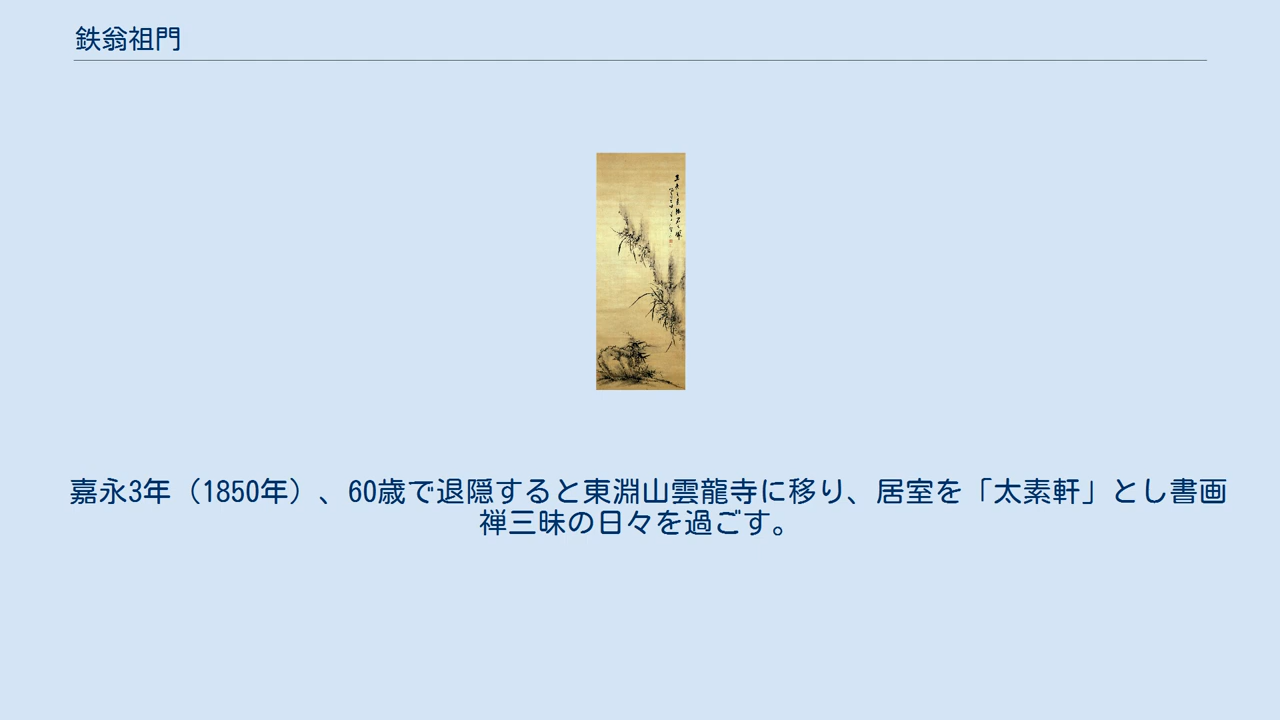 鉄翁祖門
嘉永3年（1850年）、60歳で退隠すると東淵山雲龍寺に移り、居室を「太素軒」とし書画
禅三昧の日々を過ごす。